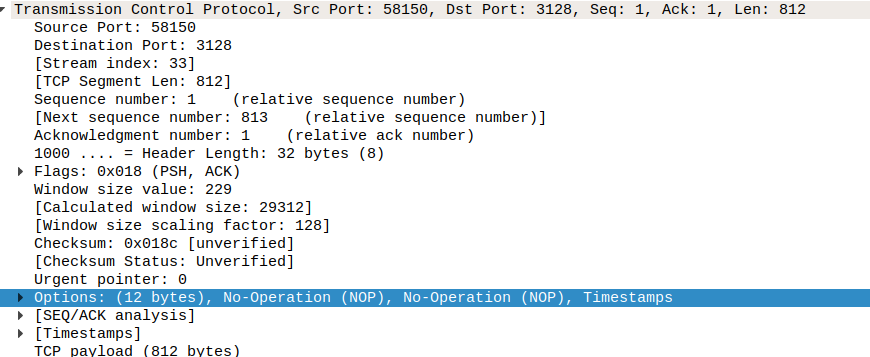 Transmission Control Protocol, Src Port: 58150, Dst Port: 3128, Seq: 1, Ack: 1, Len: 812
Source Port: 58150
Destination Port: 3128
[Stream index: 33]
[TCP Segment Len: 812]
Sequence number: 1    (relative sequence number)
[Next sequence number: 813    (relative sequence number)]
Acknowledgment number: 1    (relative ack number)
1000 .... = Header Length: 32 bytes (8)
Flags: 0x018 (PSH, ACK)
Window size value: 229
[Calculated window size: 29312]
[Window size scaling factor: 128]
Checksum: 0x018c [unverified]
[Checksum Status: Unverified]
Urgent pointer: 0
Options: (12 bytes), No-Operation (NOP), No-Operation (NOP), Timestamps
[SEQ/ACK analysis]
[Timestamps]
TCP payload (812 bytes)